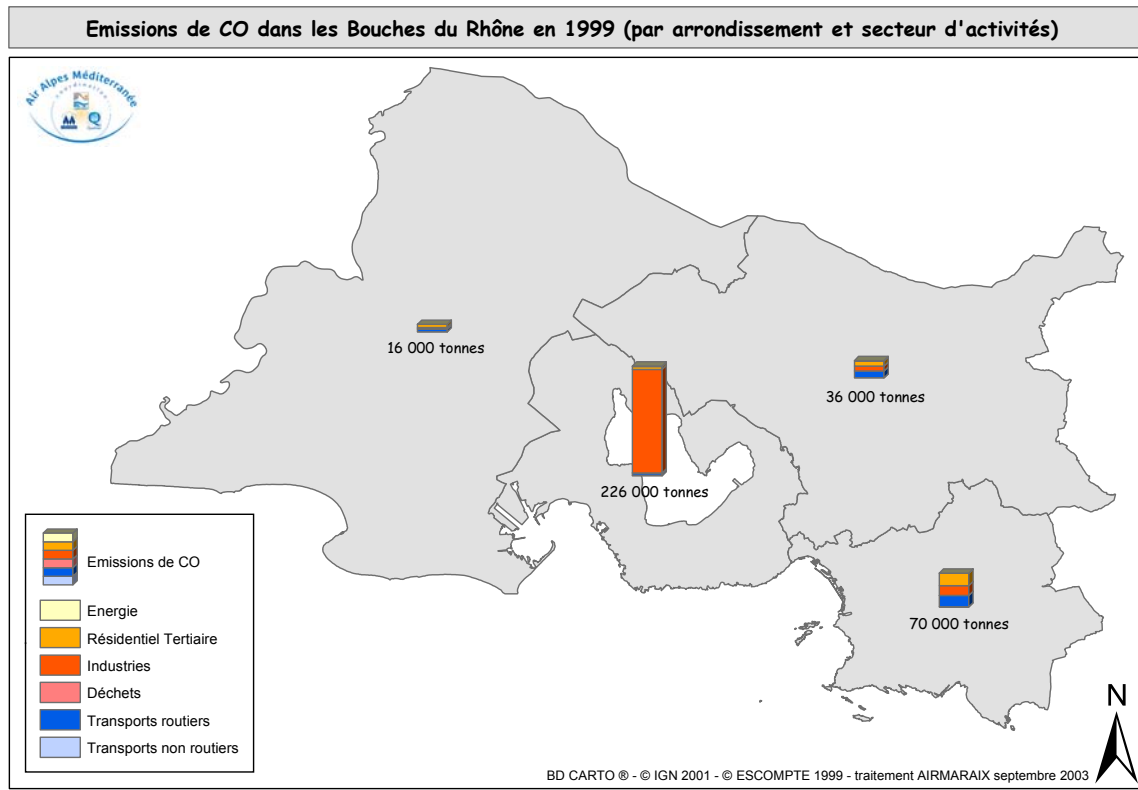 Emissions de CO dans les Bouches du Rhône en 1999 (par arrondissement et secteur d'activités)
Air Alpes Méditerranée
coordination
16 000 tonnes
36 000 tonnes
226 000 tonnes
70 000 tonnes
Emissions de CO
Energie
Résidentiel Tertiaire
Industries
Déchets
Transports routiers
Transports non routiers
N
BD CARTO ® - © IGN 2001 - © ESCOMPTE 1999 - traitement AIRMARAIX septembre 2003